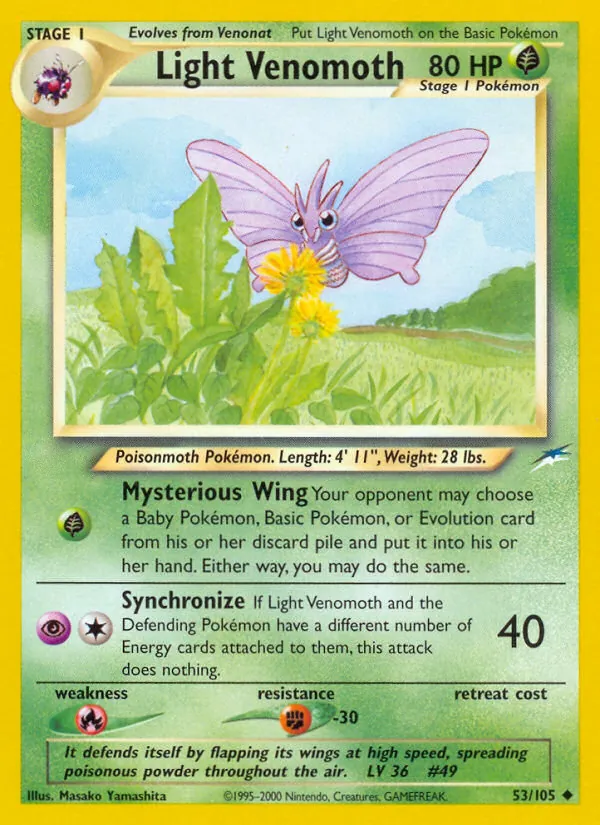 STAGE 1 Evolves from Venonat Put Light Venomoth on the Basic Pokémon
Light Venomoth 80 HP
Stage 1 Pokémon
Poisonmoth Pokémon. Length: 4' 11", Weight: 28 lbs.
Mysterious Wing Your opponent may choose
a Baby Pokémon, Basic Pokémon, or Evolution card
from his or her discard pile and put it into his or
her hand. Either way, you may do the same.
Synchronize If Light Venomoth and the
Defending Pokémon have a different number of
Energy cards attached to them, this attack
does nothing.
40
weakness resistance retreat cost
-30
It defends itself by flapping its wings at high speed, spreading
poisonous powder throughout the air. LV 36 #49
Illus. Masako Yamashita ©1995-2000 Nintendo, Creatures, GAMEFREAK. 53/105